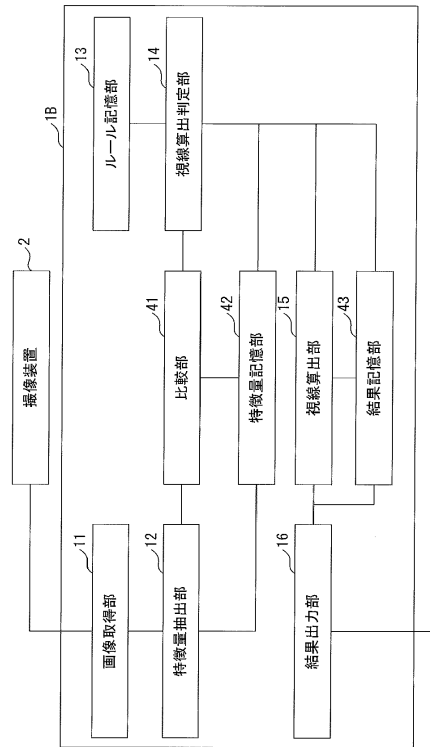 撮像装置
2
1B
画像取得部
11
ルール記憶部
13
特徴量抽出部
12
比較部
41
視線算出判定部
14
特徴量記憶部
42
結果出力部
16
視線算出部
15
結果記憶部
43